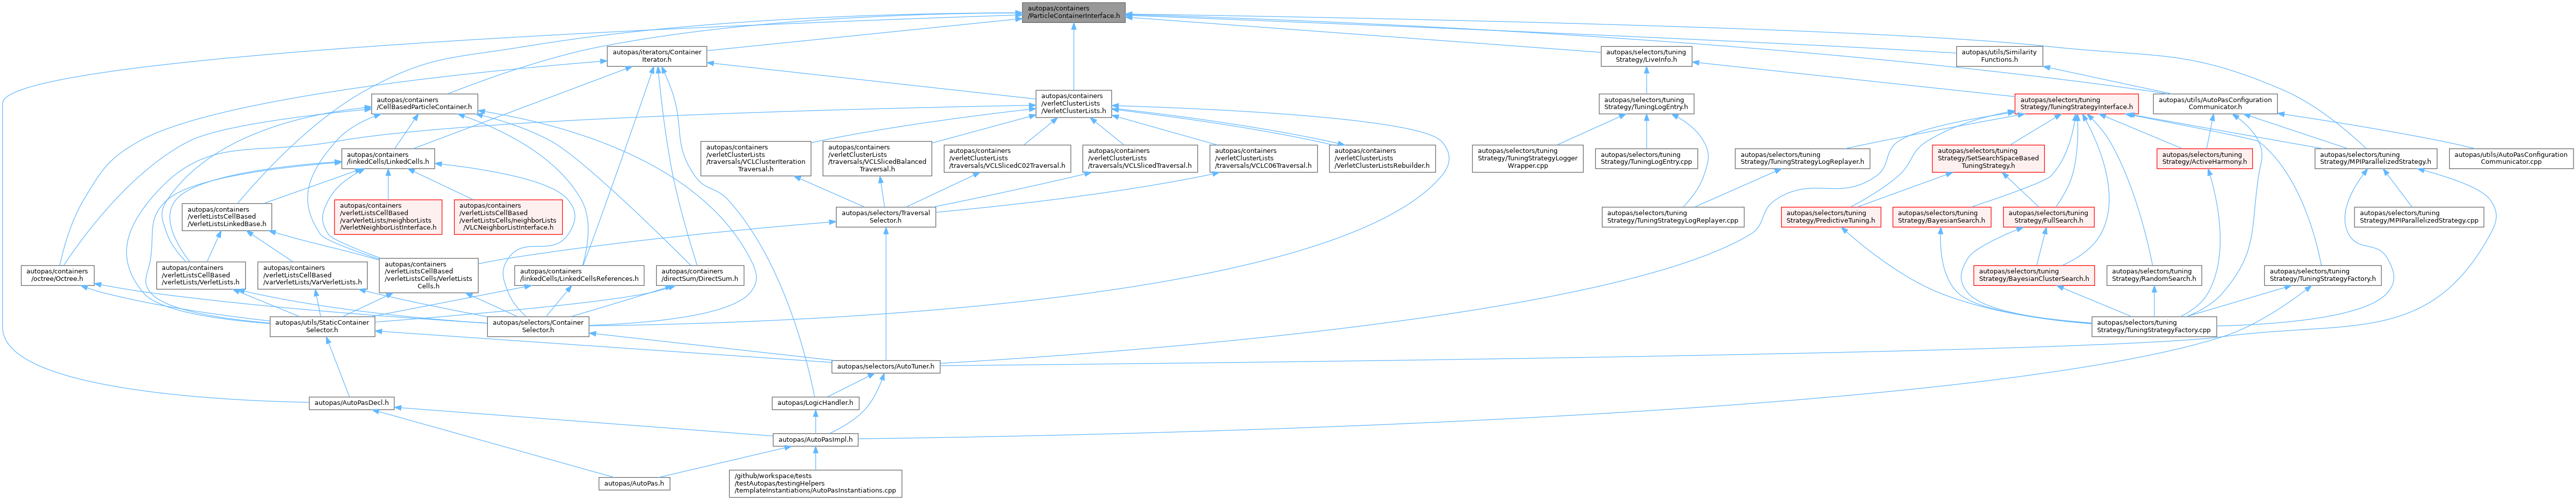 autopas/containers
/ParticleContainerInterface.h
autopas/iterators/Container
Iterator.h
autopas/selectors/tuning
Strategy/LiveInfo.h
autopas/utils/Similarity
Functions.h
autopas/containers
/CellBasedParticleContainer.h
autopas/containers
/verletClusterLists
/VerletClusterLists.h
autopas/selectors/tuning
Strategy/TuningLogEntry.h
autopas/selectors/tuning
Strategy/TuningStrategyInterface.h
autopas/utils/AutoPasConfiguration
Communicator.h
autopas/containers
/linkedCells/LinkedCells.h
autopas/containers
/verletClusterLists
/traversals/VCLClusterIteration
Traversal.h
autopas/containers
/verletClusterLists
/traversals/VCLSlicedBalanced
Traversal.h
autopas/containers
/verletClusterLists
/traversals/VCLSlicedC02Traversal.h
autopas/containers
/verletClusterLists
/traversals/VCLSlicedTraversal.h
autopas/containers
/verletClusterLists
/traversals/VCLC06Traversal.h
autopas/containers
/verletClusterLists
/VerletClusterListsRebuilder.h
autopas/selectors/tuning
Strategy/TuningStrategyLogger
Wrapper.cpp
autopas/selectors/tuning
Strategy/TuningLogEntry.cpp
autopas/selectors/tuning
Strategy/TuningStrategyLogReplayer.h
autopas/selectors/tuning
Strategy/SetSearchSpaceBased
TuningStrategy.h
autopas/selectors/tuning
Strategy/ActiveHarmony.h
autopas/selectors/tuning
Strategy/MPIParallelizedStrategy.h
autopas/utils/AutoPasConfiguration
Communicator.cpp
autopas/containers
/verletListsCellBased
/VerletListsLinkedBase.h
autopas/containers
/verletListsCellBased
/varVerletLists/neighborLists
/VerletNeighborListInterface.h
autopas/containers
/verletListsCellBased
/verletListsCells/neighborLists
/VLCNeighborListInterface.h
autopas/selectors/Traversal
Selector.h
autopas/selectors/tuning
Strategy/TuningStrategyLogReplayer.cpp
autopas/selectors/tuning
Strategy/PredictiveTuning.h
autopas/selectors/tuning
Strategy/BayesianSearch.h
autopas/selectors/tuning
Strategy/FullSearch.h
autopas/selectors/tuning
Strategy/MPIParallelizedStrategy.cpp
autopas/containers
/octree/Octree.h
autopas/containers
/verletListsCellBased
/verletLists/VerletLists.h
autopas/containers
/verletListsCellBased
/varVerletLists/VarVerletLists.h
autopas/containers
/verletListsCellBased
/verletListsCells/VerletLists
Cells.h
autopas/containers
/linkedCells/LinkedCellsReferences.h
autopas/containers
/directSum/DirectSum.h
autopas/selectors/tuning
Strategy/BayesianClusterSearch.h
autopas/selectors/tuning
Strategy/RandomSearch.h
autopas/selectors/tuning
Strategy/TuningStrategyFactory.h
autopas/utils/StaticContainer
Selector.h
autopas/selectors/Container
Selector.h
autopas/selectors/tuning
Strategy/TuningStrategyFactory.cpp
autopas/selectors/AutoTuner.h
autopas/AutoPasDecl.h
autopas/LogicHandler.h
autopas/AutoPasImpl.h
autopas/AutoPas.h
/github/workspace/tests
/testAutopas/testingHelpers
/templateInstantiations/AutoPasInstantiations.cpp